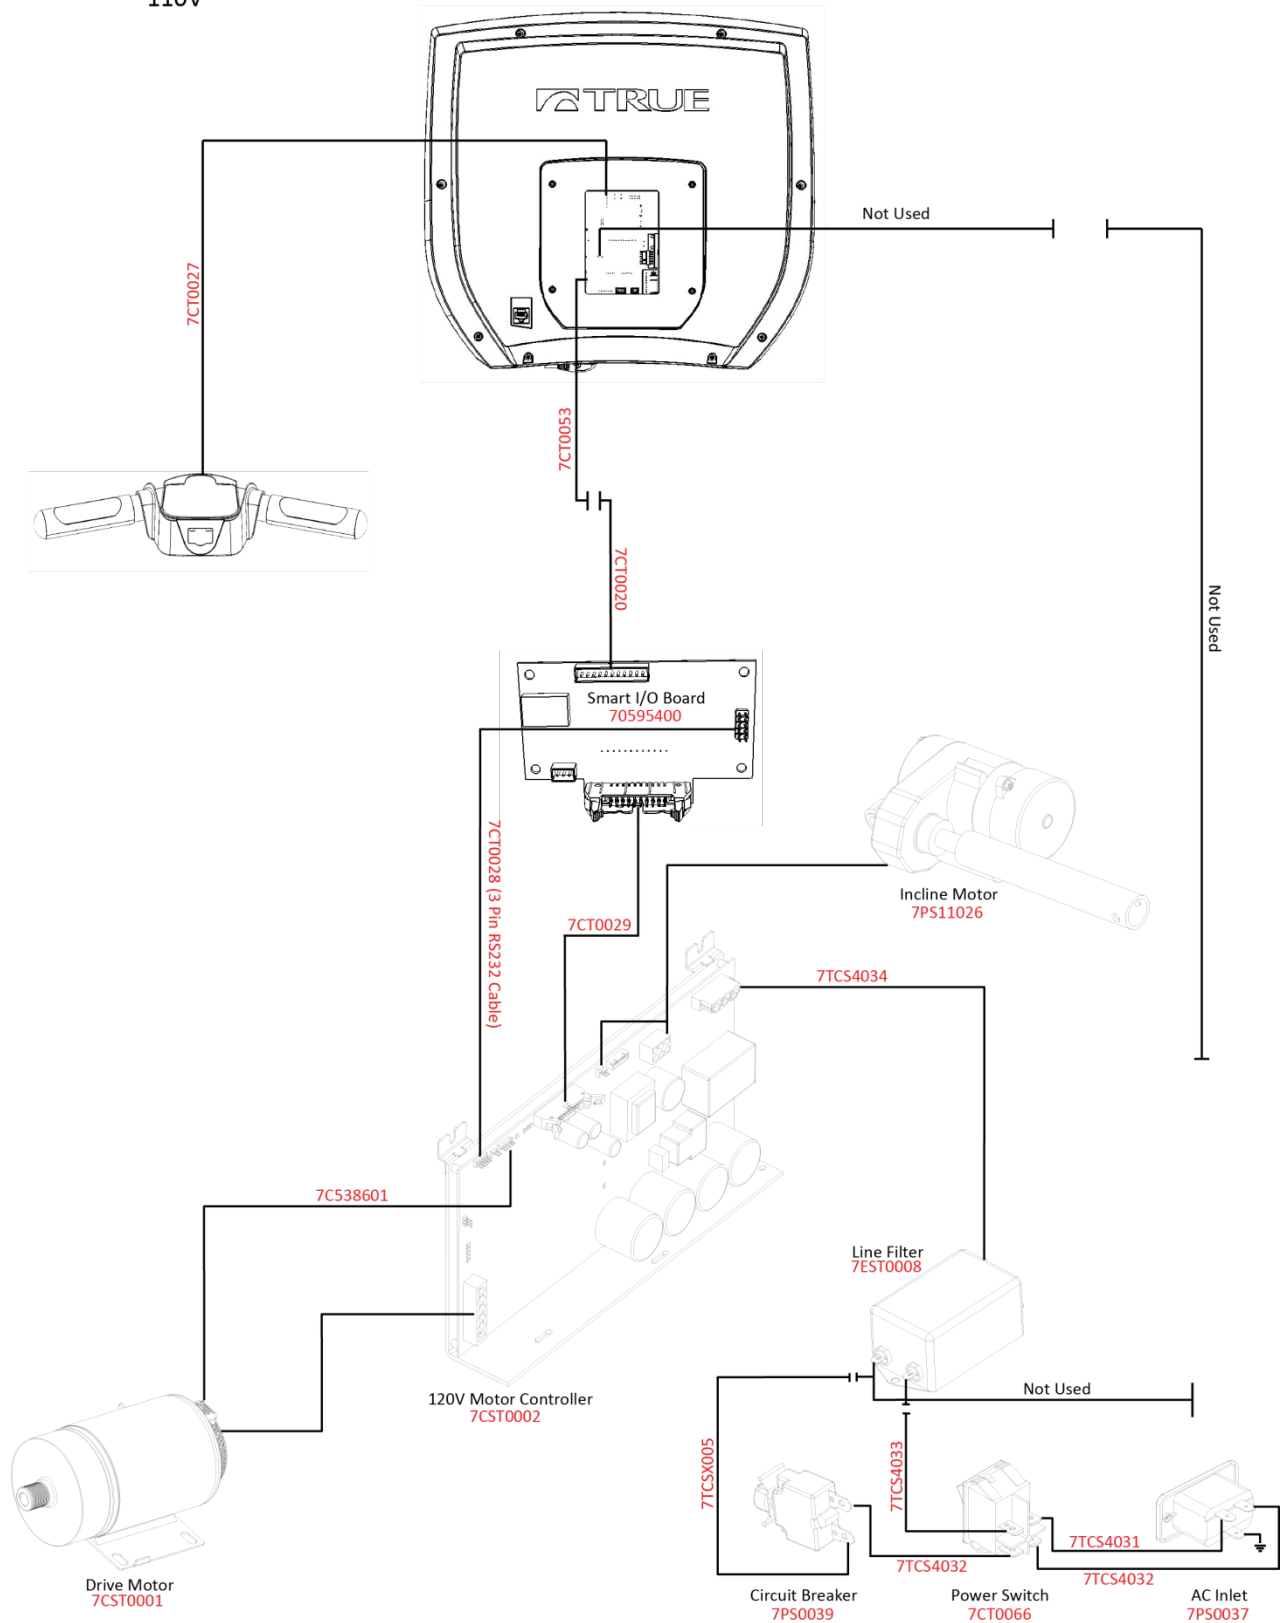 110V
TRUE
Not Used
7CT0027
7CT0053
7CT0020
Not Used
Smart I/O Board
70595400
7CT0028 (3 Pin RS232 Cable)
Incline Motor
7PS11026
7CT0029
7TCS4034
7C538601
Line Filter
7EST0008
120V Motor Controller
7CST0002
Not Used
7TCSX005
7TCS4033
7TCS4031
7TCS4032
7TCS4032
Drive Motor
7CST0001
Circuit Breaker
7PS0039
Power Switch
7CT0066
AC Inlet
7PS0037